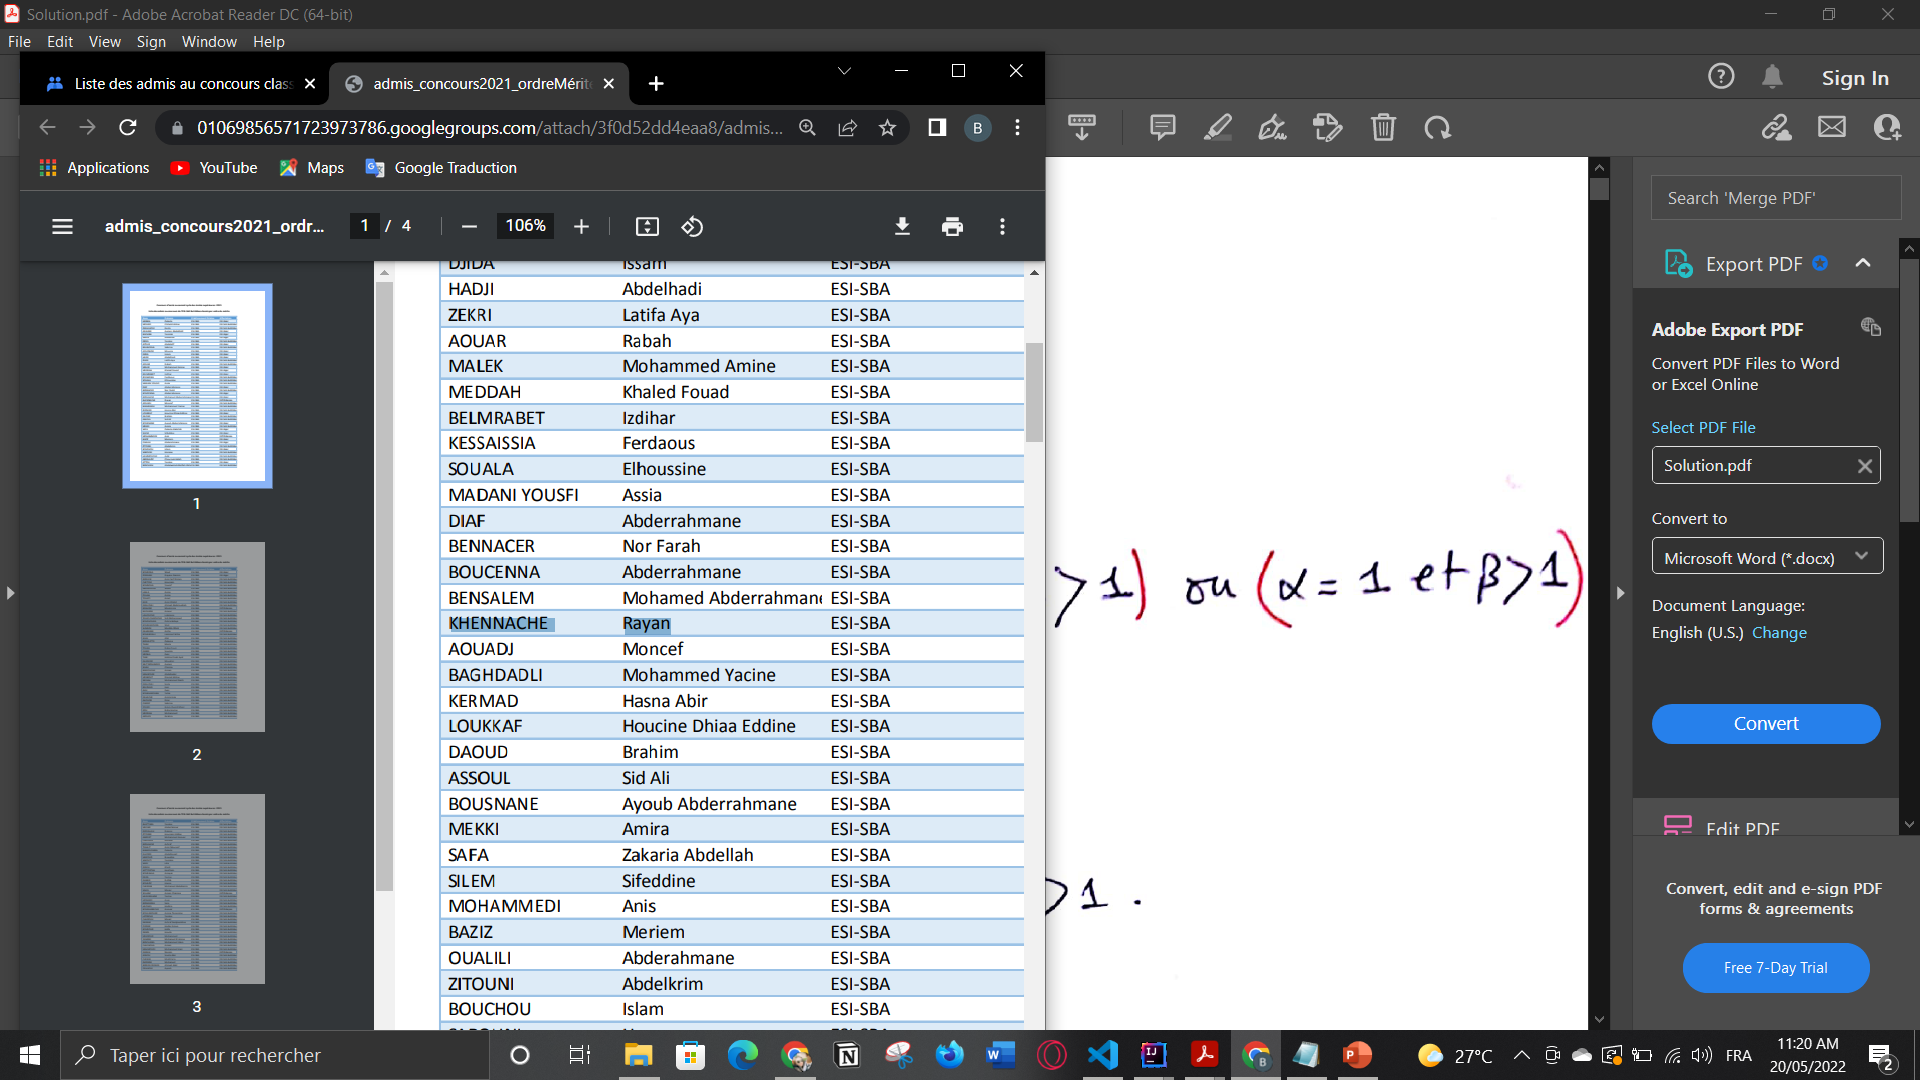 Solution.pdf - Adobe Acrobat Reader DC (64-bit)
File Edit View Sign Window Help
Liste des admis au concours clas
admis_concours2021_ordreMérit
01069856571723973786.googlegroups.com/attach/3f0d52dd4eaa8/admis...
B
Applications YouTube Maps Google Traduction
admis_concours2021_ordr... 1 / 4 106%
1
2
3
DJIDA Issam ESI-SBA
HADJI Abdelhadi ESI-SBA
ZEKRI Latifa Aya ESI-SBA
AOUAR Rabah ESI-SBA
MALEK Mohammed Amine ESI-SBA
MEDDAH Khaled Fouad ESI-SBA
BELMRABET Izdihar ESI-SBA
KESSAISSIA Ferdaous ESI-SBA
SOUALA Elhoussine ESI-SBA
MADANI YOUSFI Assia ESI-SBA
DIAF Abderrahmane ESI-SBA
BENNACER Nor Farah ESI-SBA
BOUCENNA Abderrahmane ESI-SBA
BENSALEM Mohamed Abderrahmane ESI-SBA
KHENNACHE Rayan ESI-SBA
AOUADJ Moncef ESI-SBA
BAGHDADLI Mohammed Yacine ESI-SBA
KERMAD Hasna Abir ESI-SBA
LOUKKAF Houcine Dhiaa Eddine ESI-SBA
DAOUD Brahim ESI-SBA
ASSOUL Sid Ali ESI-SBA
BOUSNANE Ayoub Abderrahmane ESI-SBA
MEKKI Amira ESI-SBA
SAFA Zakaria Abdellah ESI-SBA
SILEM Sifeddine ESI-SBA
MOHAMMEDI Anis ESI-SBA
BAZIZ Meriem ESI-SBA
OUALILI Abderahmane ESI-SBA
ZITOUNI Abdelkrim ESI-SBA
BOUCHOU Islam ESI-SBA
>1) ou (α = 1 et β>1)
>1 .
Sign In
Search 'Merge PDF'
Export PDF
Adobe Export PDF
Convert PDF Files to Word
or Excel Online
Select PDF File
Solution.pdf
Convert to
Microsoft Word (*.docx)
Document Language:
English (U.S.) Change
Convert
Edit PDF
Convert, edit and e-sign PDF
forms & agreements
Free 7-Day Trial
Taper ici pour rechercher
27°C FRA
11:20 AM
20/05/2022
2